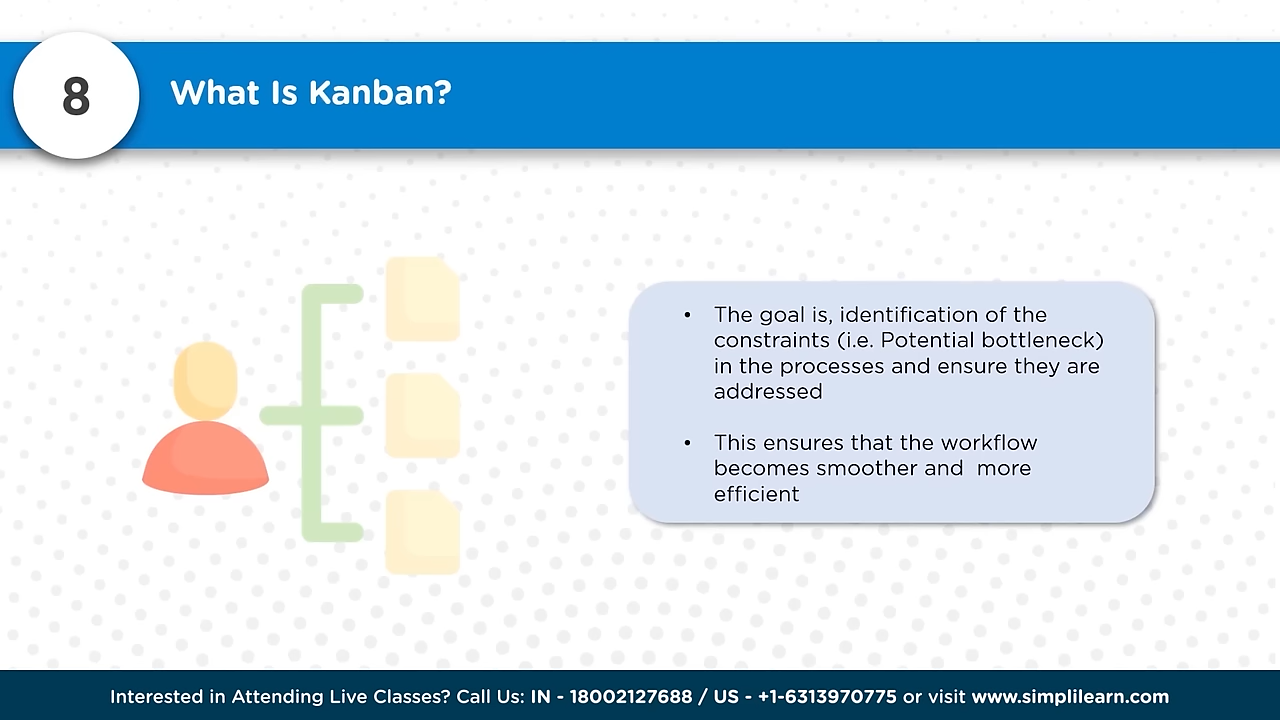 8
What Is Kanban?
• The goal is, identification of the
constraints (i.e. Potential bottleneck)
in the processes and ensure they are
addressed
• This ensures that the workflow
becomes smoother and  more
efficient
Interested in Attending Live Classes? Call Us: IN - 18002127688 / US - +1-6313970775 or visit www.simplilearn.com